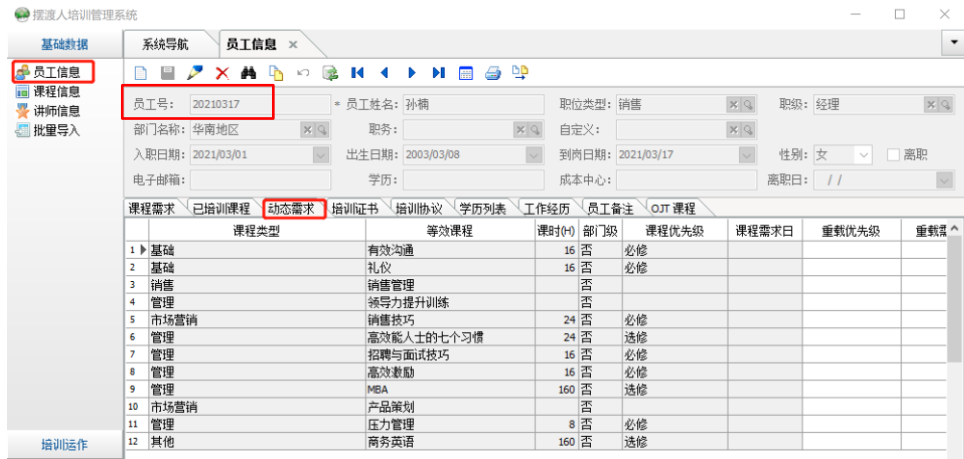 摆渡人培训管理系统
基础数据
系统导航 员工信息 ×
员工信息
课程信息
讲师信息
批量导入
员工号: 20210317 * 员工姓名: 孙楠 职位类型: 销售 职级: 经理
部门名称: 华南地区 职务: 自定义:
入职日期: 2021/03/01 出生日期: 2003/03/08 到岗日期: 2021/03/17 性别: 女 离职
电子邮箱: 学历: 成本中心: 离职日: / /
课程需求 已培训课程 动态需求 培训证书 培训协议 学历列表 工作经历 员工备注 OJT 课程
课程类型 等效课程 课时(H) 部门级 课程优先级 课程需求日 重载优先级 重载需
1 基础 有效沟通 16 否 必修
2 基础 礼仪 16 否 必修
3 销售 销售管理 否
4 管理 领导力提升训练 否
5 市场营销 销售技巧 24 否 必修
6 管理 高效能人士的七个习惯 24 否 选修
7 管理 招聘与面试技巧 16 否 必修
8 管理 高效激励 16 否 必修
9 管理 MBA 160 否 选修
10 市场营销 产品策划 否
11 管理 压力管理 8 否 必修
12 其他 商务英语 160 否 选修
培训运作